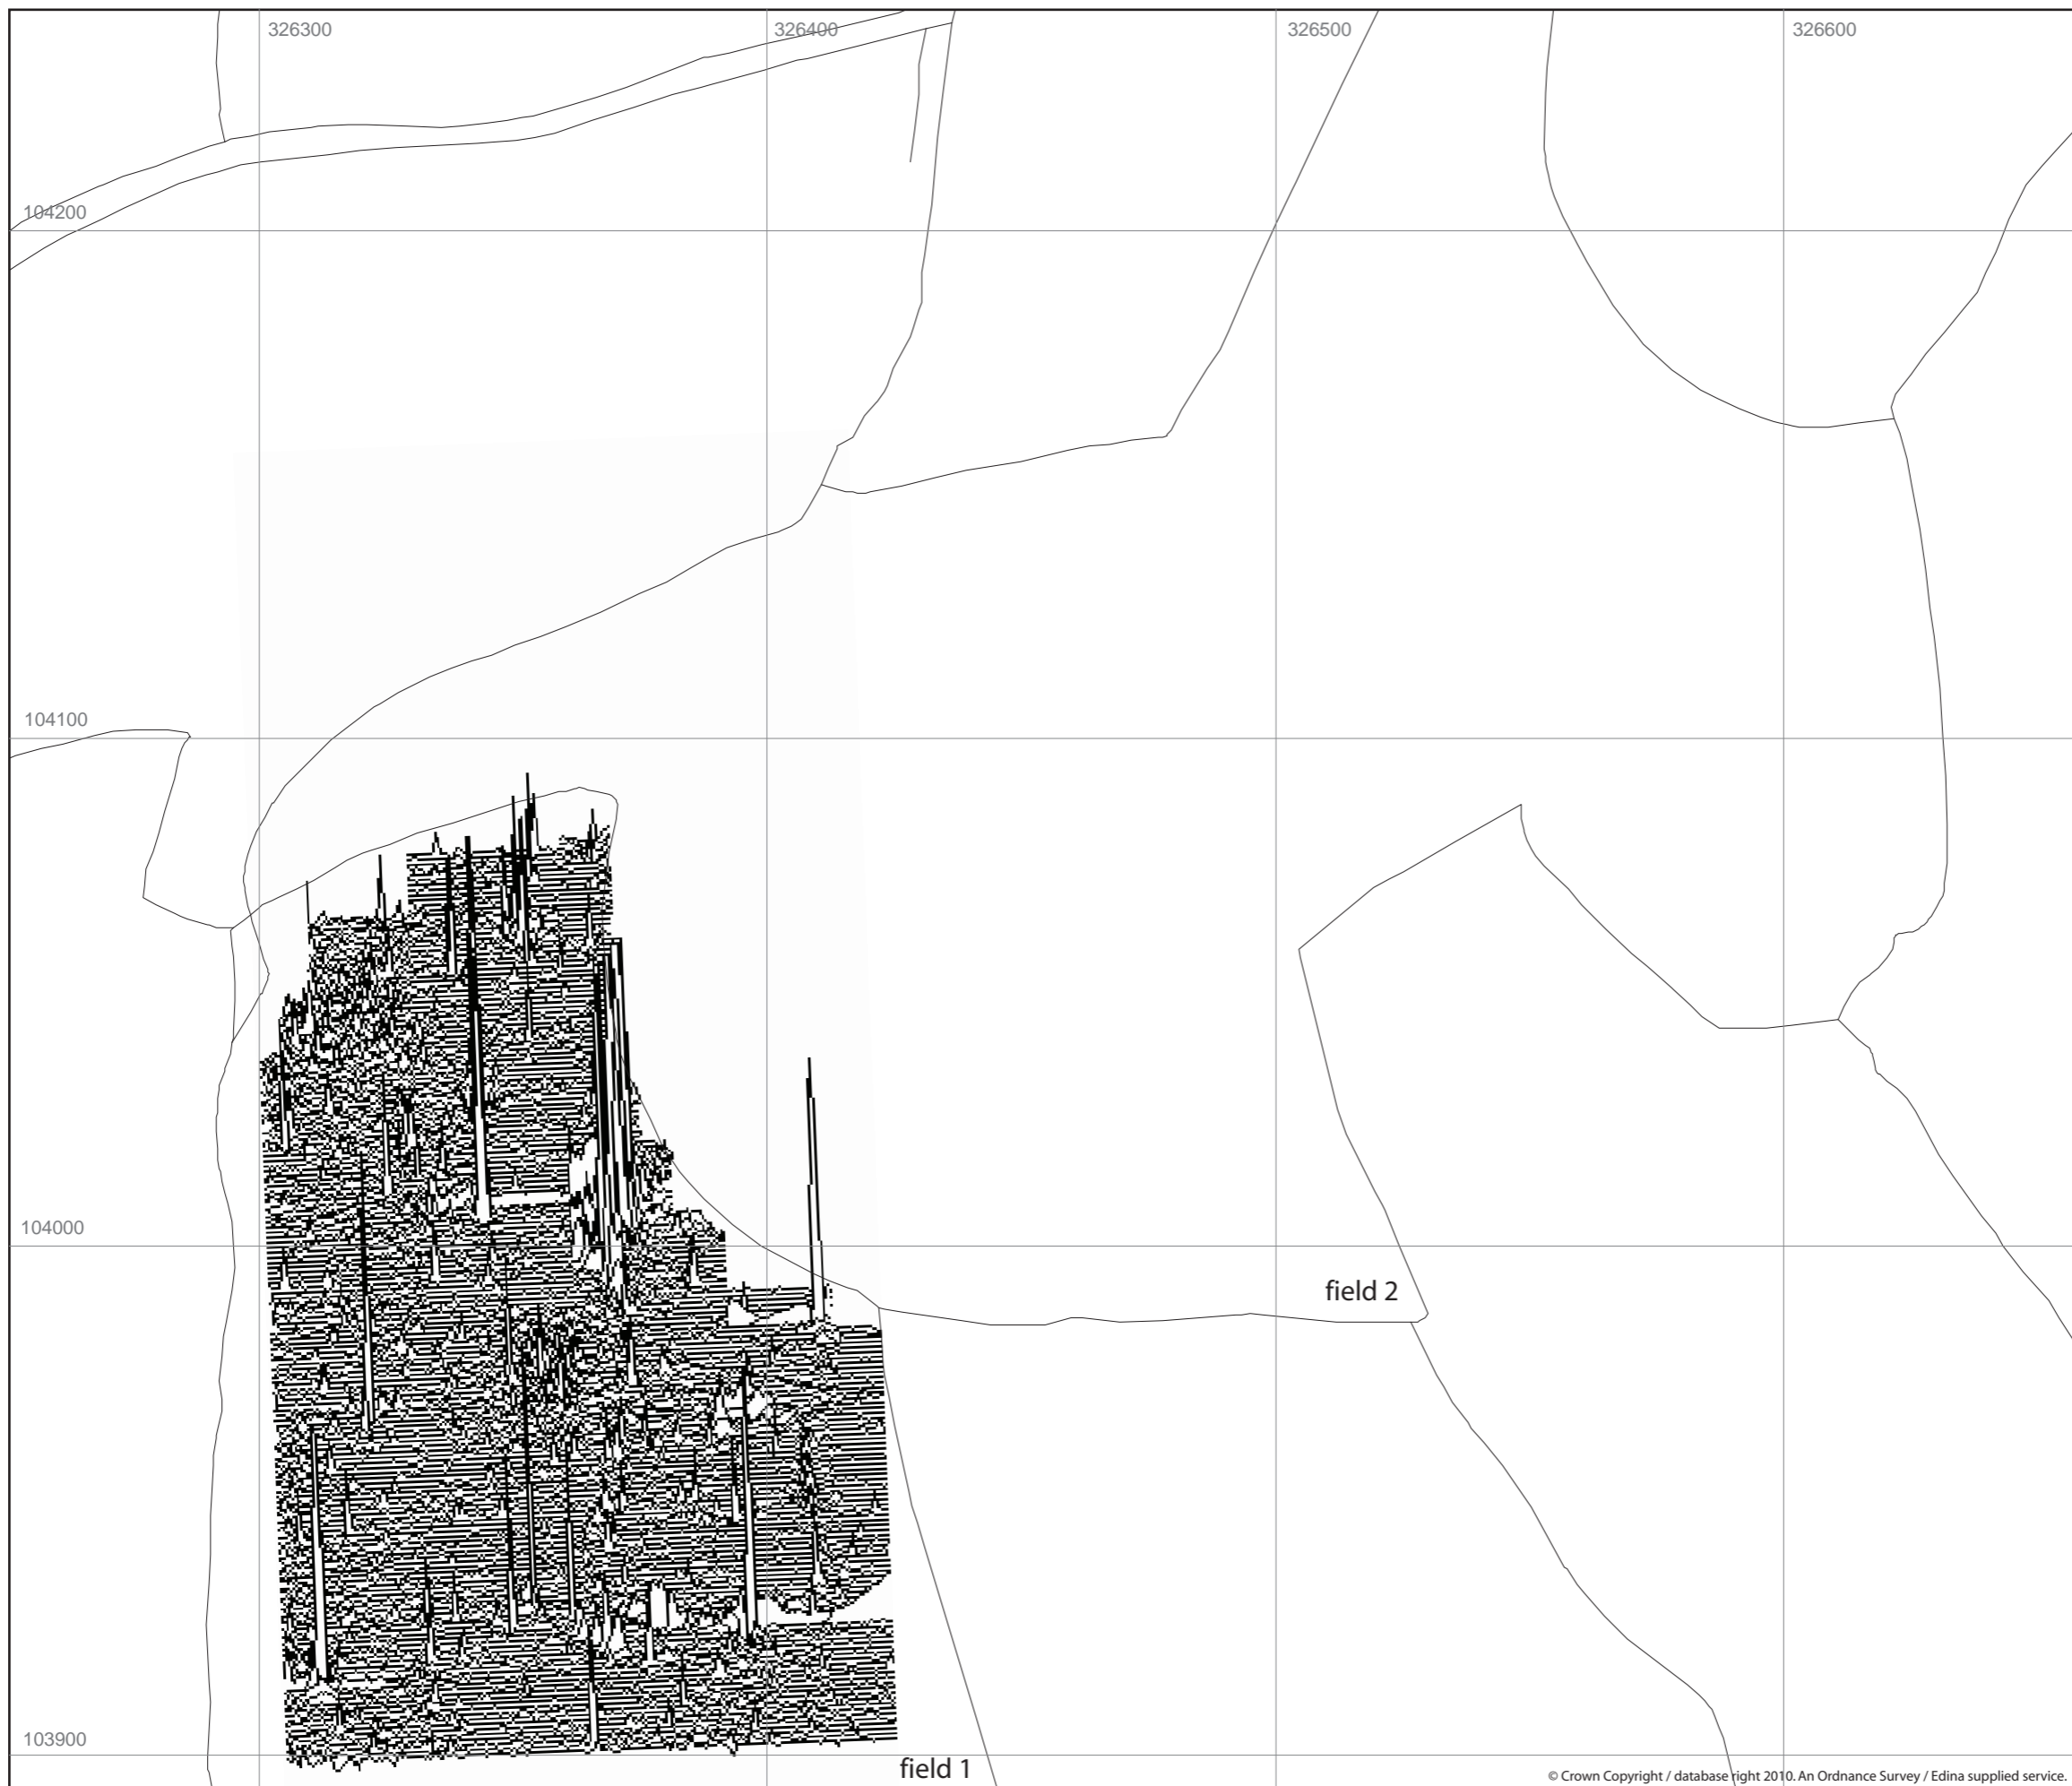 326300 326400 326500 326600
104200
104100
104000
field 2
103900
field 1
© Crown Copyright / database right 2010. An Ordnance Survey / Edina supplied service.